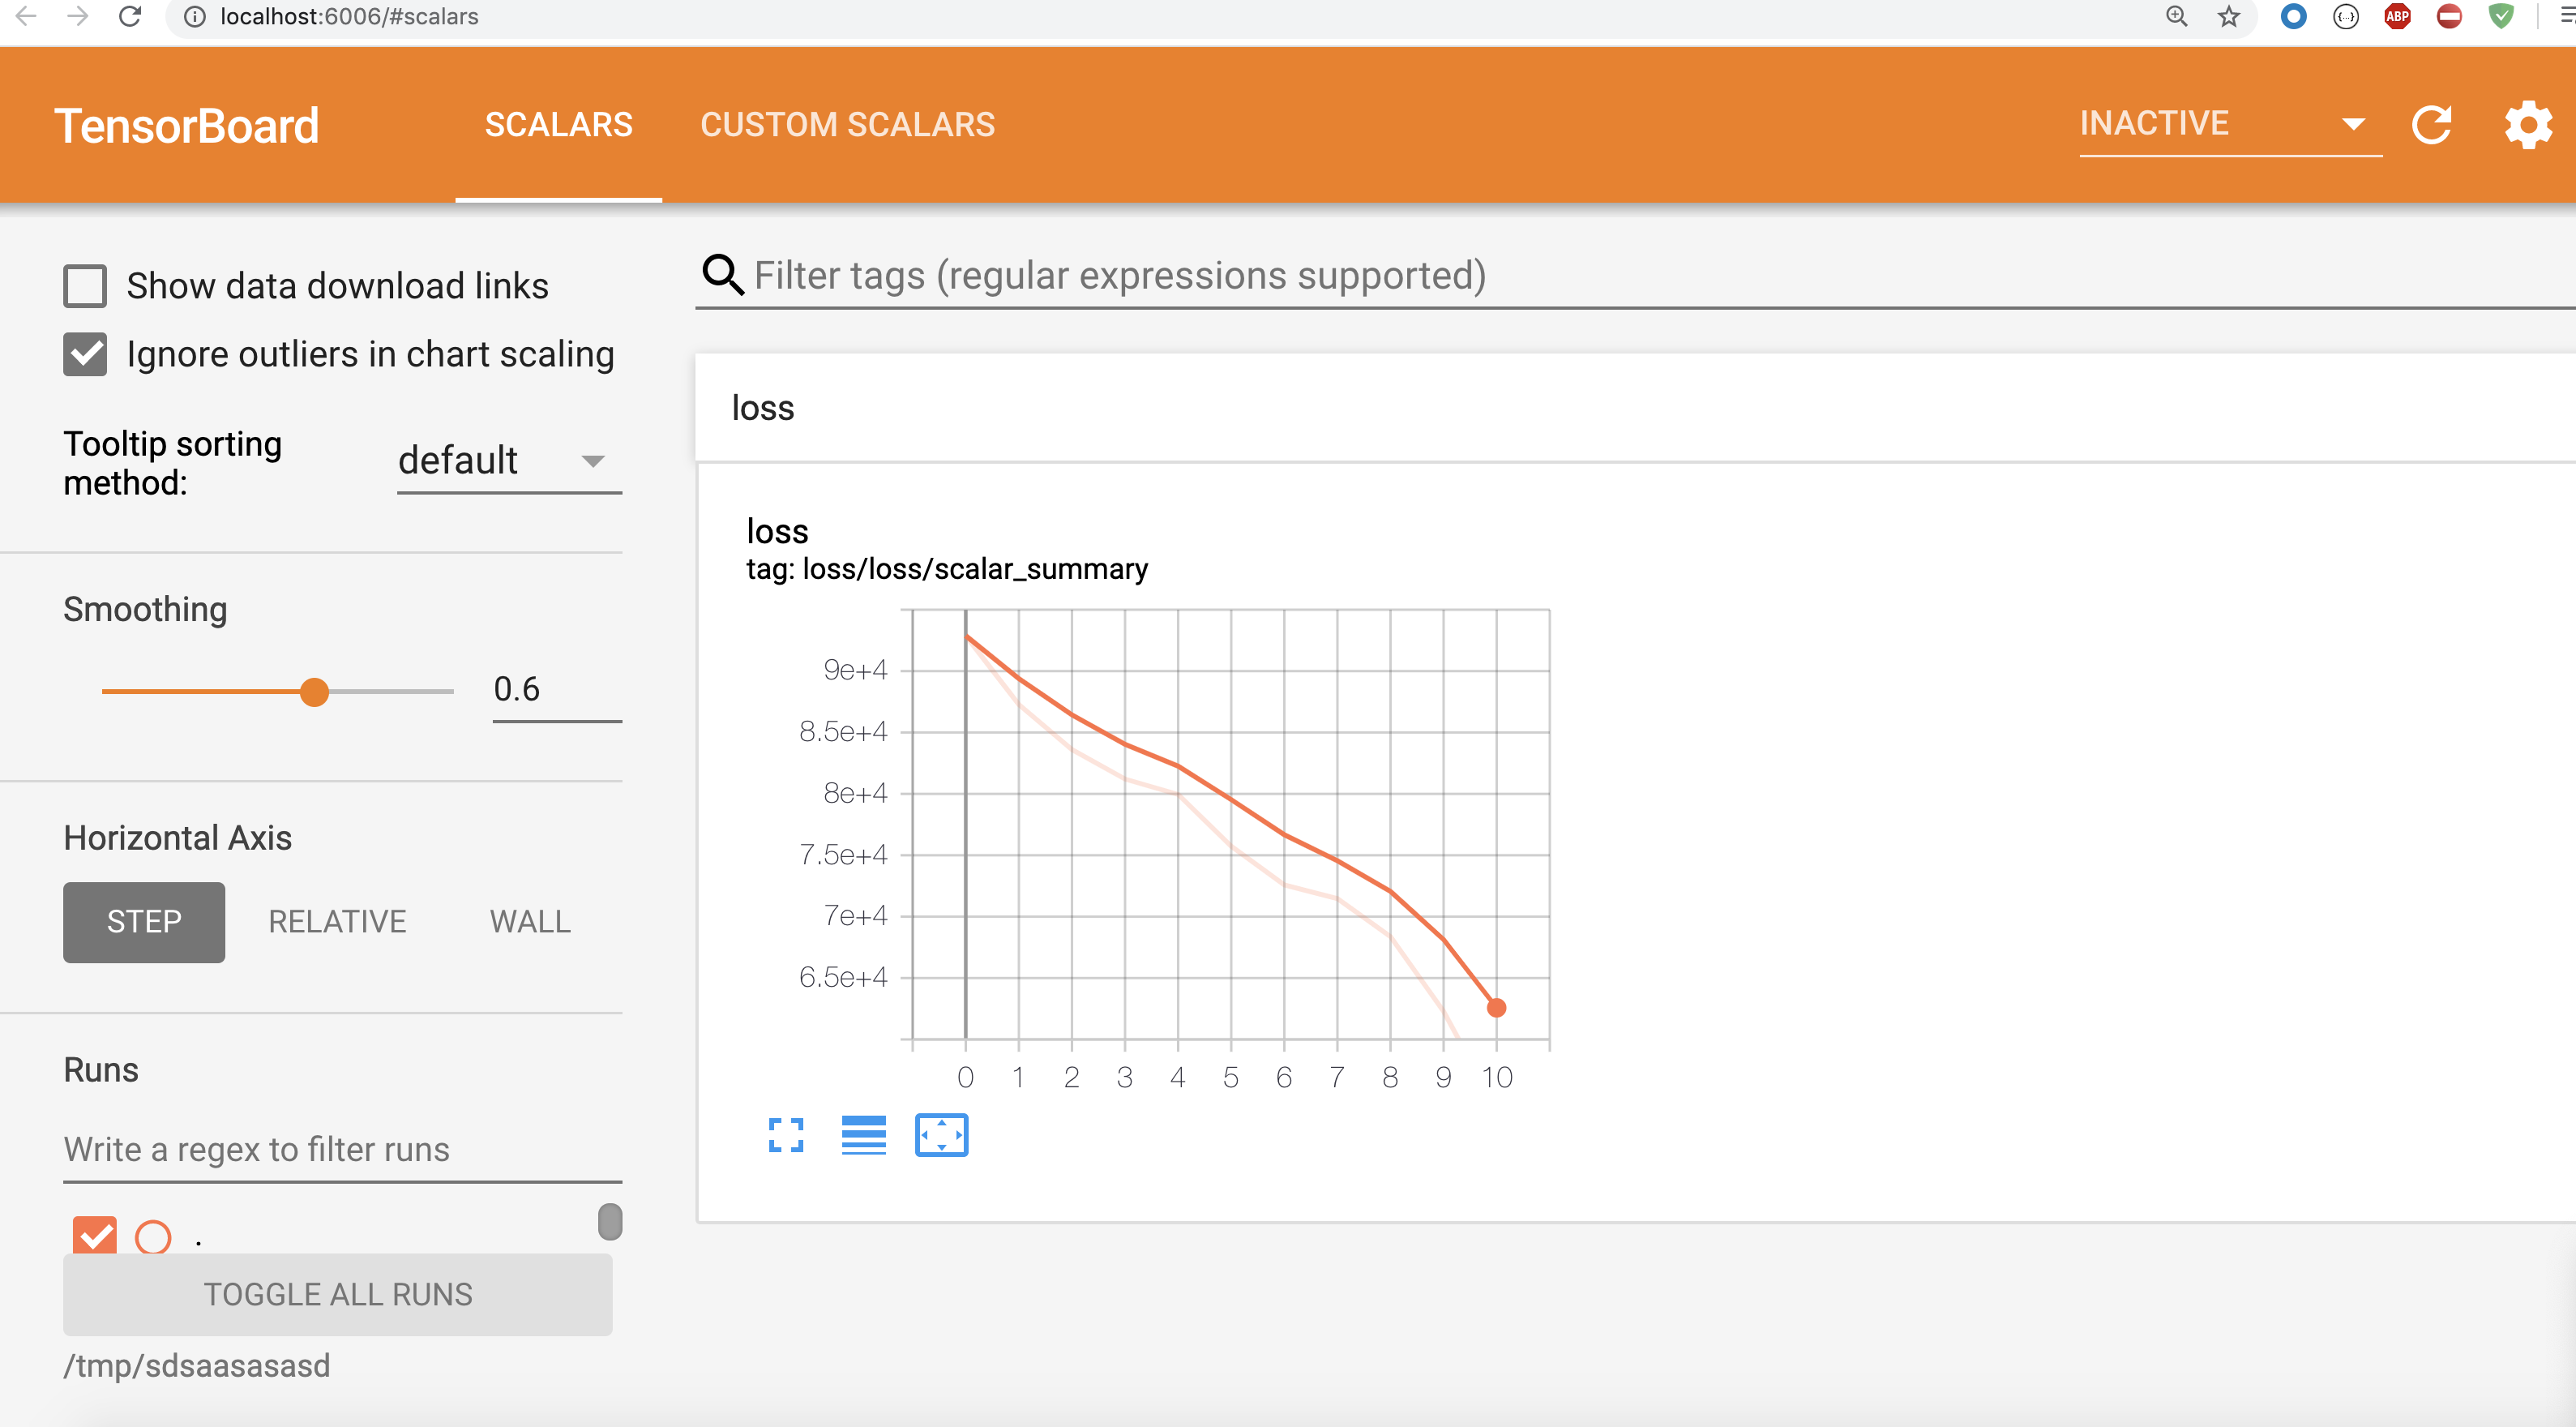 localhost:6006/#scalars
ABP
TensorBoard
SCALARS
CUSTOM SCALARS
INACTIVE
Show data download links
Ignore outliers in chart scaling
Tooltip sorting
method:
default
Smoothing
0.6
Horizontal Axis
STEP
RELATIVE
WALL
Runs
Write a regex to filter runs
.
TOGGLE ALL RUNS
/tmp/sdsaasasasd
Filter tags (regular expressions supported)
loss
loss
tag: loss/loss/scalar_summary
9e+4
8.5e+4
8e+4
7.5e+4
7e+4
6.5e+4
0 1 2 3 4 5 6 7 8 9 10